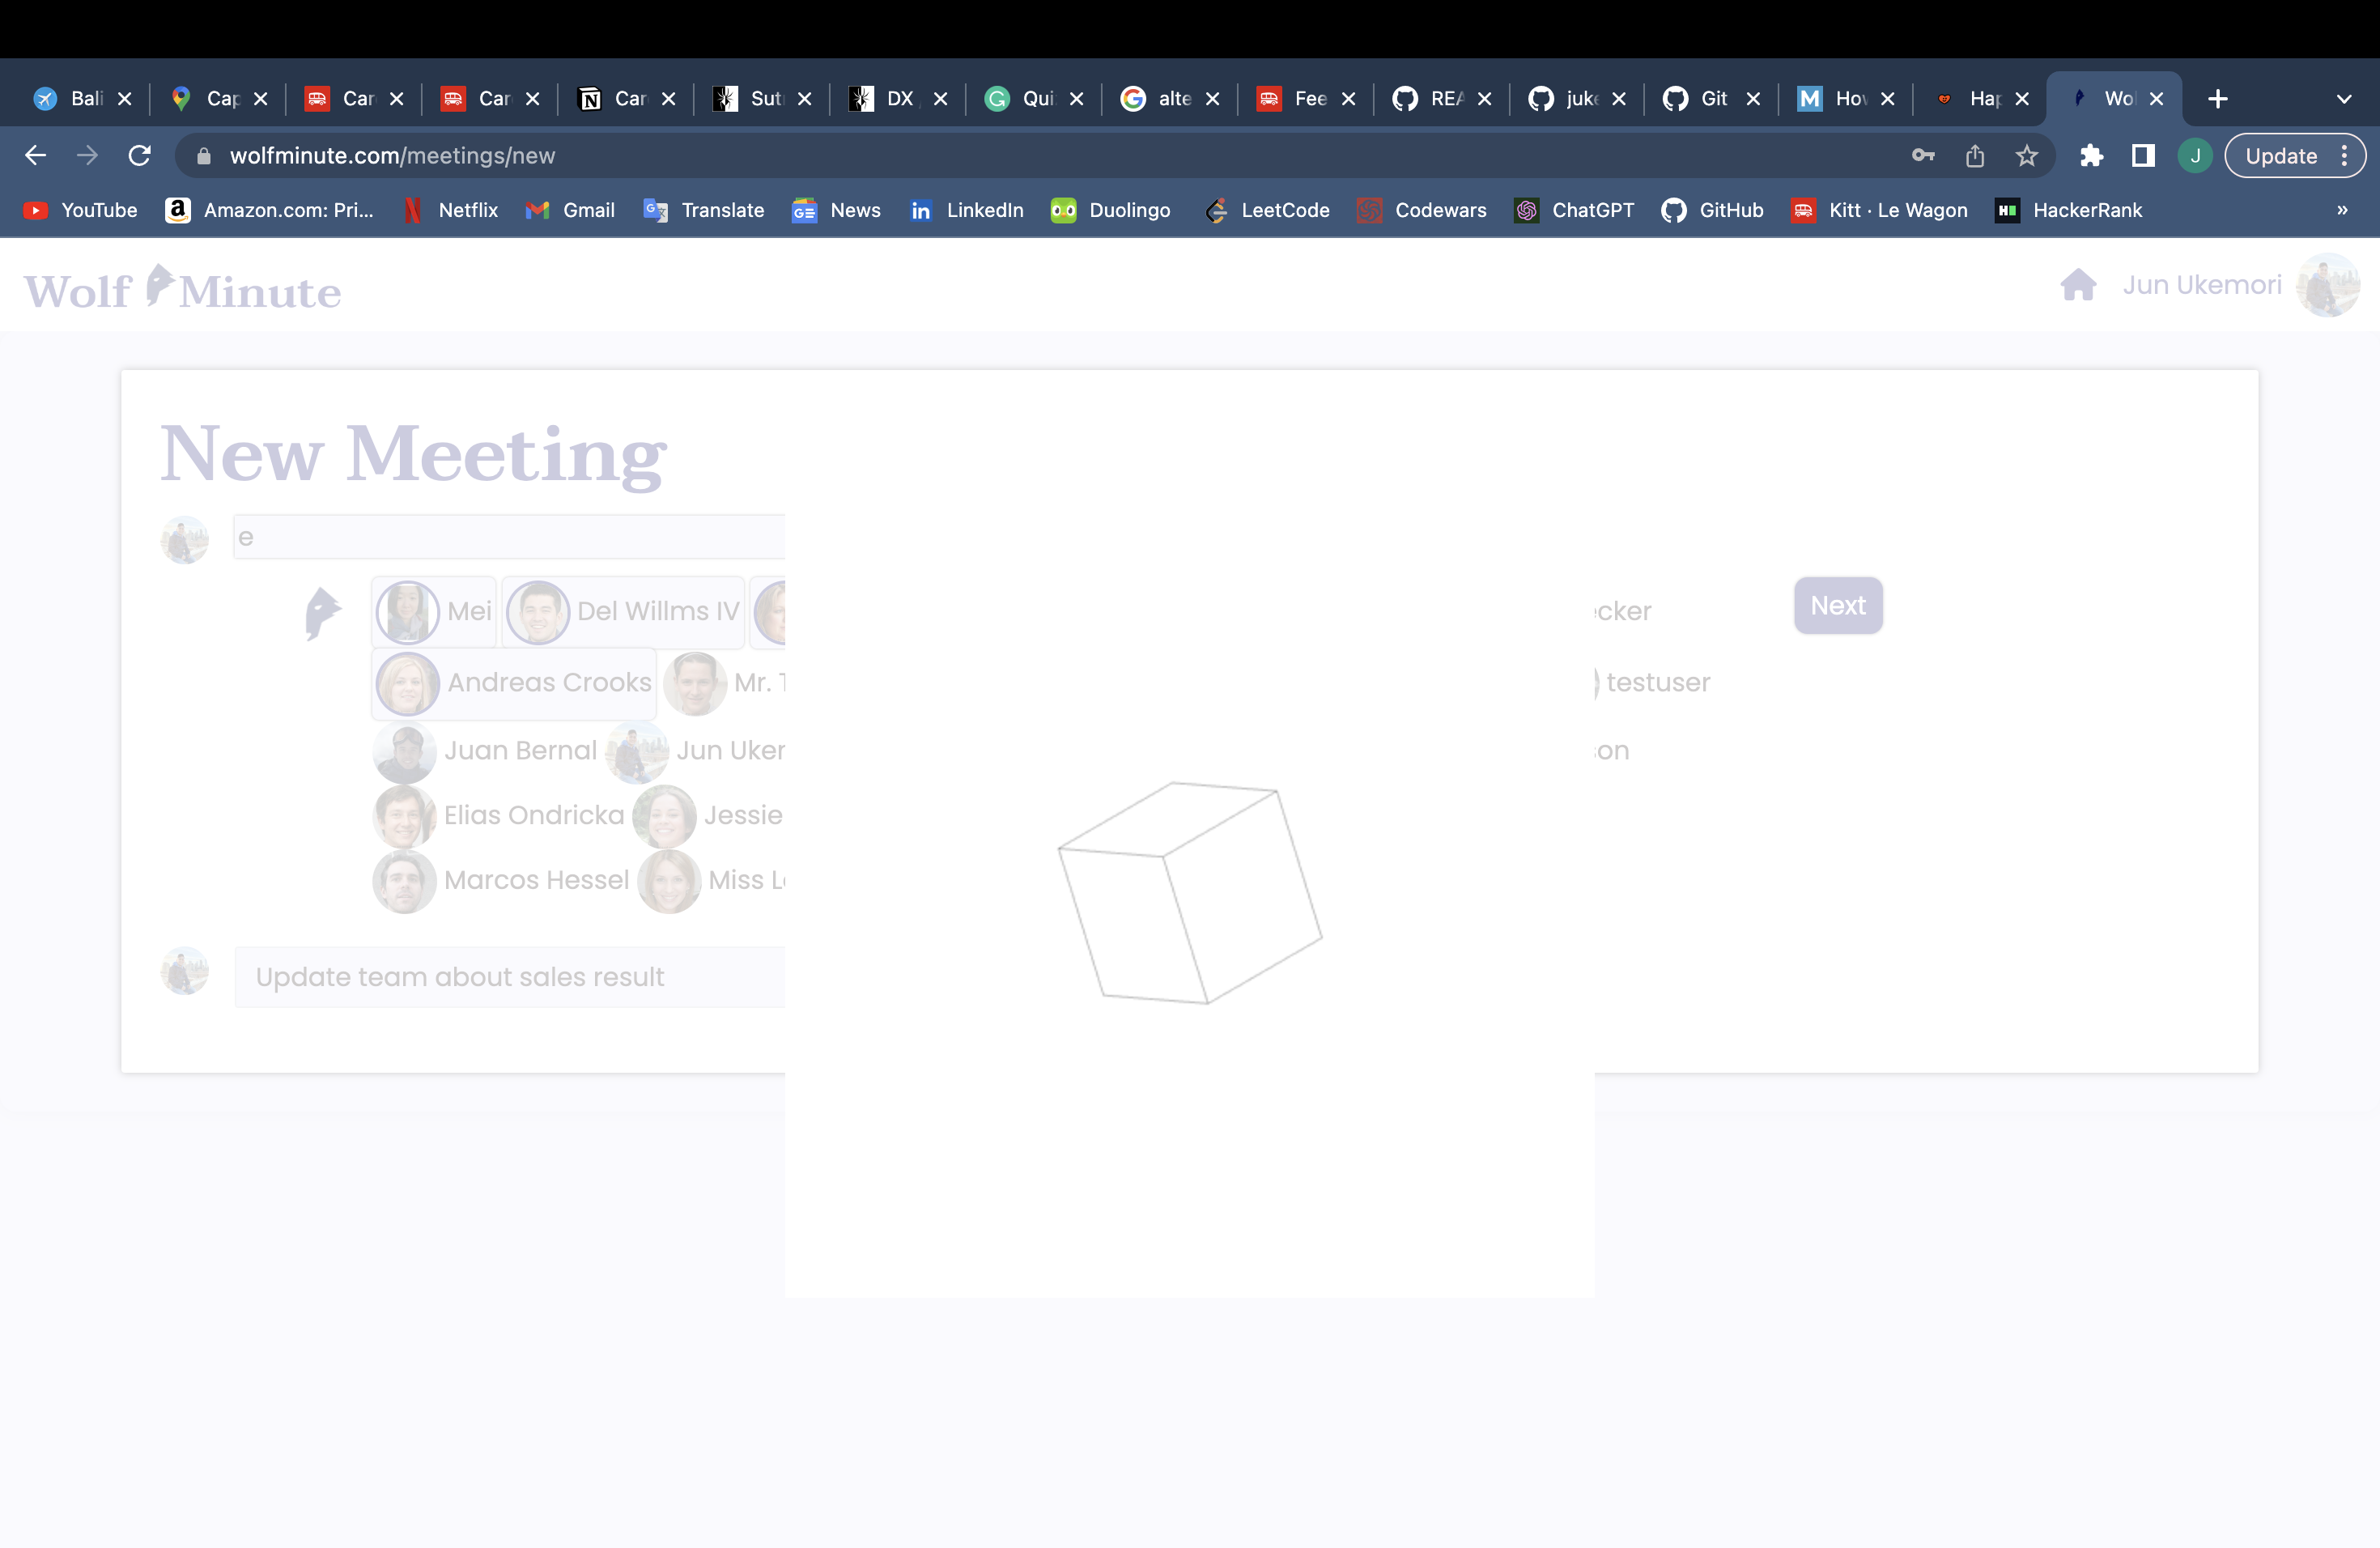 Bali Cap Car Car Car Sut DX Qui alte Fee REA juke Git Hov Hap Wol
wolfminute.com/meetings/new Update
YouTube Amazon.com: Pri... Netflix Gmail Translate News LinkedIn Duolingo LeetCode Codewars ChatGPT GitHub Kitt · Le Wagon HackerRank »
Wolf Minute Jun Ukemori
New Meeting
e
Mei Del Willms IV cker Next
Andreas Crooks Mr. testuser
Juan Bernal Jun Uker on
Elias Ondricka Jessie
Marcos Hessel Miss L
Update team about sales result